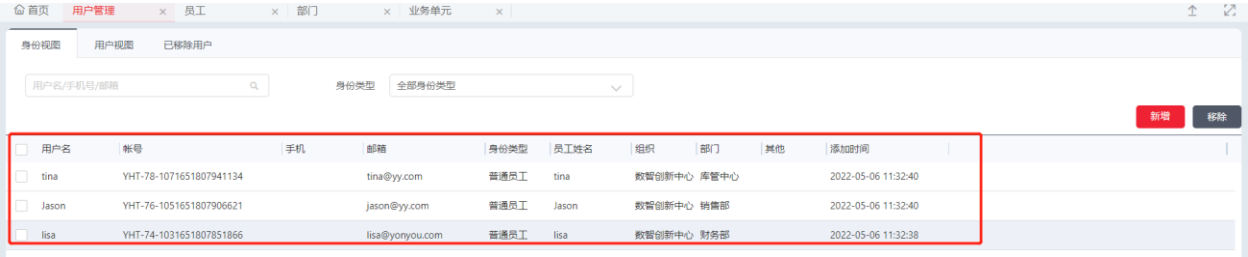 首页 用户管理 × 员工 × 部门 × 业务单元 ×
身份视图 用户视图 已移除用户
用户名/手机号/邮箱 身份类型 全部身份类型
新增 移除
用户名 帐号 手机 邮箱 身份类型 员工姓名 组织 部门 其他 添加时间
tina YHT-78-1071651807941134 tina@yy.com 普通员工 tina 数智创新中心 库管中心 2022-05-06 11:32:40
Jason YHT-76-1051651807906621 jason@yy.com 普通员工 Jason 数智创新中心 销售部 2022-05-06 11:32:40
lisa YHT-74-1031651807851866 lisa@yonyou.com 普通员工 lisa 数智创新中心 财务部 2022-05-06 11:32:38